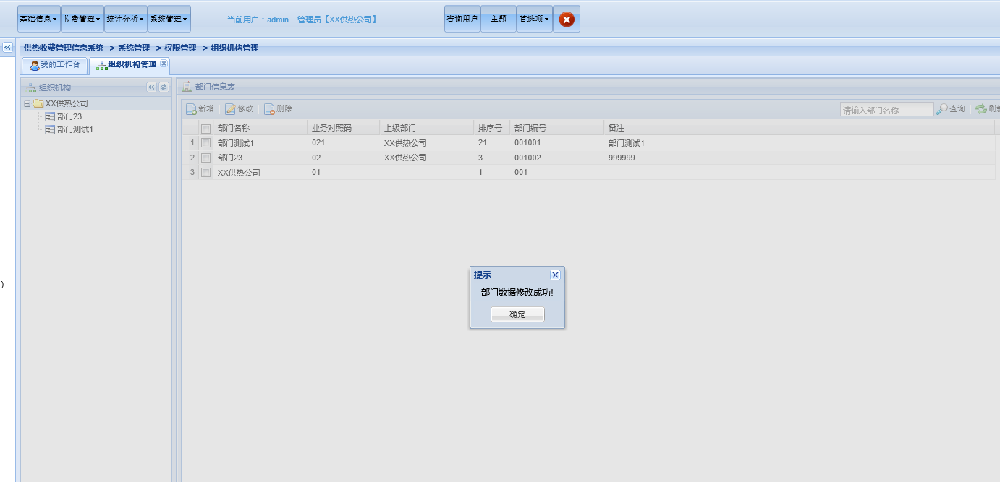 基础信息 收费管理 统计分析 系统管理 当前用户：admin 管理员【XX供热公司】 查询用户 主题 首选项
供热收费管理信息系统 -> 系统管理 -> 权限管理 -> 组织机构管理
我的工作台 组织机构管理
组织机构
XX供热公司
部门23
部门测试1
部门信息表
新增 修改 删除 请输入部门名称 查询
部门名称 业务对照码 上级部门 排序号 部门编号 备注
1 部门测试1 021 XX供热公司 21 001001 部门测试1
2 部门23 02 XX供热公司 3 001002 999999
3 XX供热公司 01 1 001
提示
部门数据修改成功!
确定
)